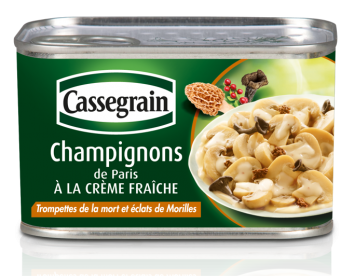 Cassegrain
Champignons
de Paris
À LA CRÈME FRAÎCHE
Trompettes de la mort et éclats de Morilles